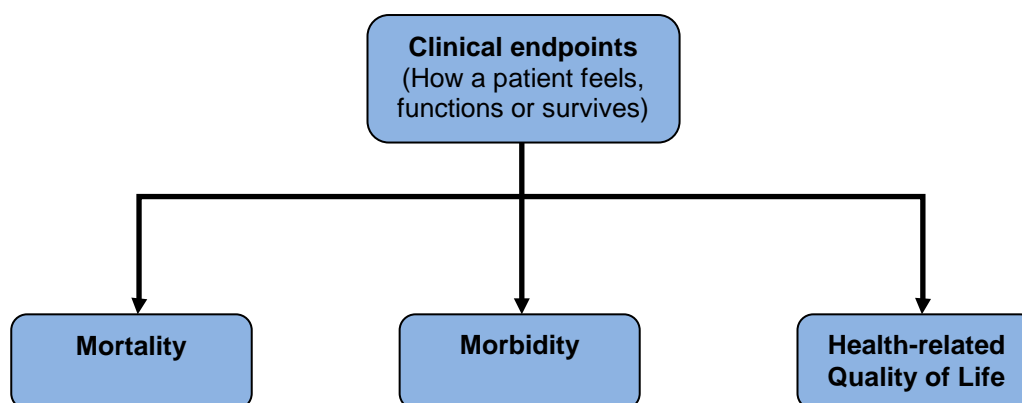 Clinical endpoints
(How a patient feels,
functions or survives)
Mortality
Morbidity
Health-related
Quality of Life